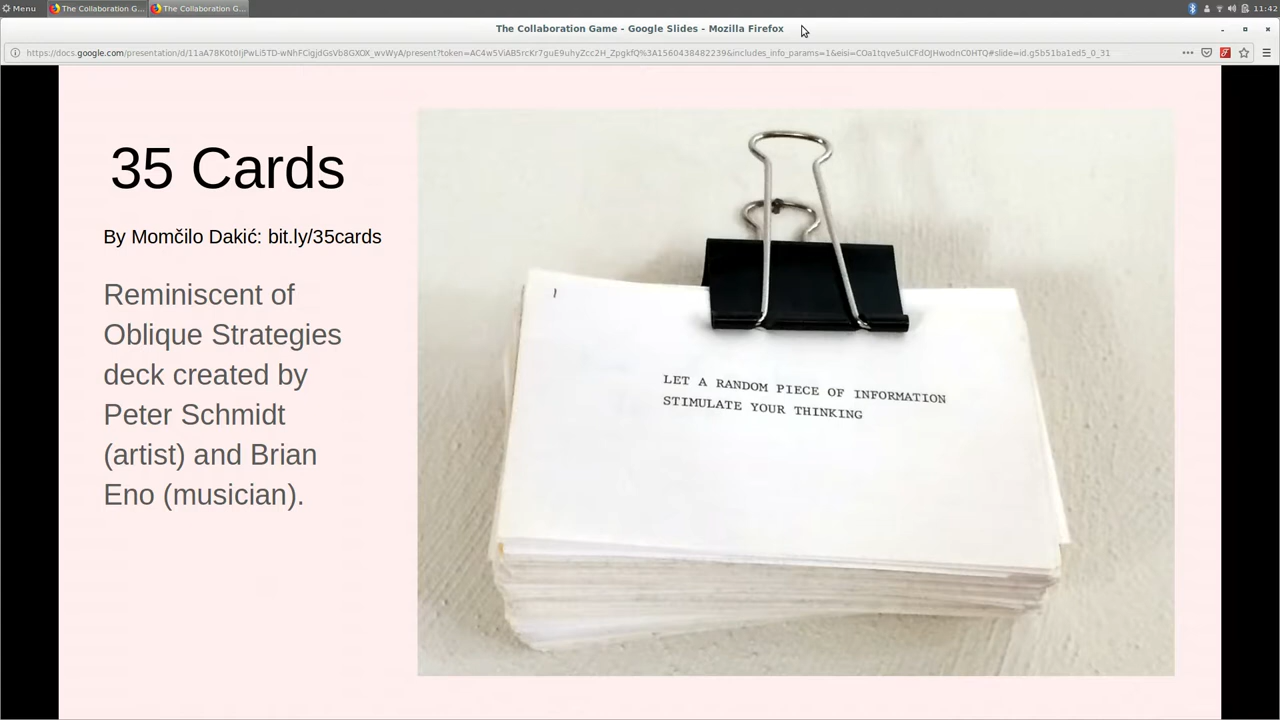 Menu
The Collaboration G...
The Collaboration G...
11:42
The Collaboration Game - Google Slides - Mozilla Firefox
35 Cards
By Momčilo Dakić: bit.ly/35cards
Reminiscent of
Oblique Strategies
deck created by
Peter Schmidt
(artist) and Brian
Eno (musician).
1
LET A RANDOM PIECE OF INFORMATION
STIMULATE YOUR THINKING